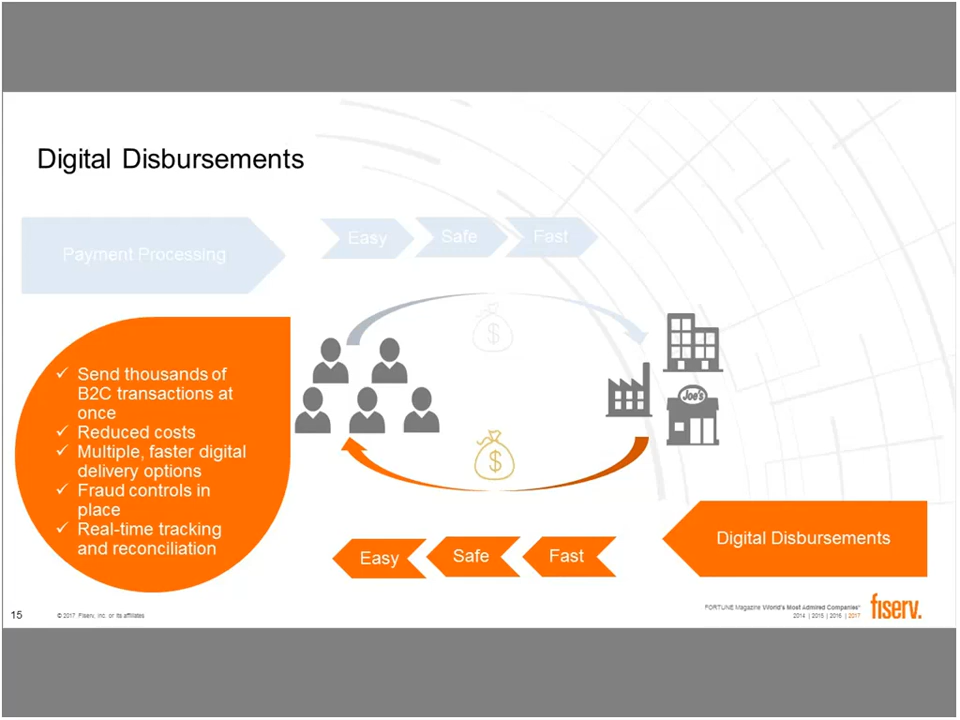 Digital Disbursements
Payment Processing
Easy
Safe
Fast
Send thousands of
B2C transactions at
once
Reduced costs
Multiple, faster digital
delivery options
Fraud controls in
place
Real-time tracking
and reconciliation
$
Joe's
$
Easy
Safe
Fast
Digital Disbursements
15
© 2017 Fiserv, Inc. or its affiliates
FORTUNE Magazine World's Most Admired Companies®
2014 | 2015 | 2016 | 2017
fiserv.